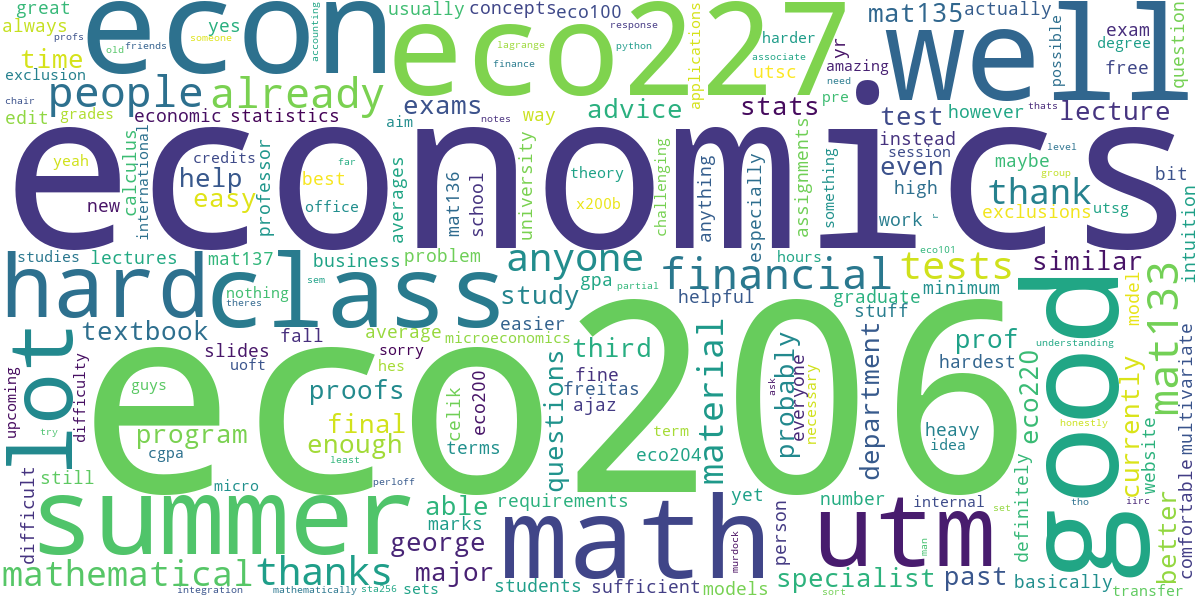 great
always
profs
time
exclusion
chair
edit
grades
old
friends
yes
someone
econ
accounting
usually
concepts
eco100
response
lagrange
python
finance
eco227
applications
associate
harder
utsc
yr
mat135
actually
amazing
need
pre
well
possible
exam
degree
free
question
people
already
exams
notes
way
advice
stats
test
however
thats
lecture
economic
statistics
aim
economics
yeah
new
calculus
international
credits
help
easy
professor
best
office
far
averages
mat136
school
university
theory
x200b
challenging
anything
especially
assignments
something
instead
session
even
high
work
maybe
level
group
thank
exclusions
utsg
bit
intuition
studies
lectures
mat137
business
problem
anyone
hours
eco101
similar
hard
class
nothing
theres
sem
gpa
partial
financial
tests
minimum
study
helpful
graduate
stuff
good
model
mat133
lot
textbook
fall
average
microeconomics
easier
slides
uoft
sorry
hes
third
prof
hardest
understanding
upcoming
difficulty
try
guys
eco206
proofs
celik
eco200
questions
fine
freitas
ajaz
material
probably
ask
everyone
necessary
department
eco220
currently
website
multivariate
program
cgpa
final
enough
least
terms
term
eco204
heavy
idea
honestly
difficult
still
micro
perloff
summer
able
marks
requirements
yet
number
internal
set
definitely
tho
iirc
better
comfortable
george
math
murdock
person
utm
man
mathematical
thanks
major
students
sufficient
models
specialist
past
basically
transfer
integration
mathematically
sta256
sets
sort